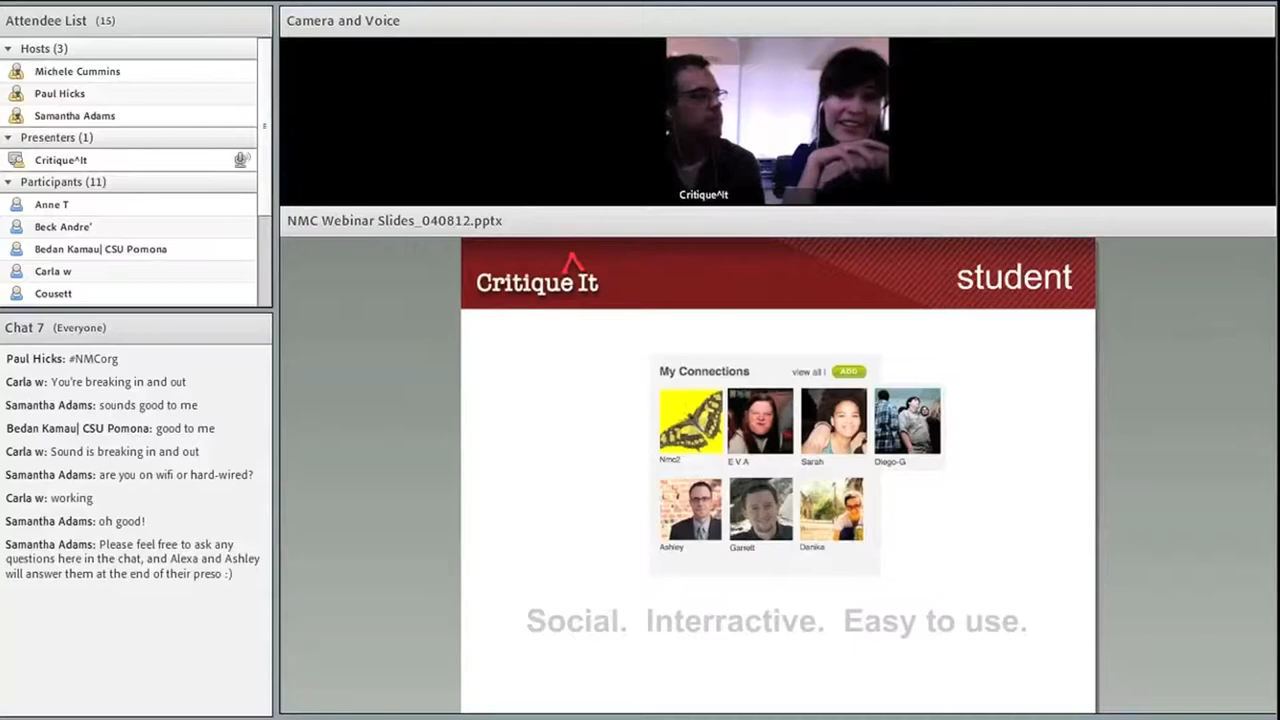 Attendee List (15)
Hosts (3)
Michele Cummins
Paul Hicks
Samantha Adams
Presenters (1)
Critique^It
Participants (11)
Anne T
Beck Andre'
Bedan Kamau| CSU Pomona
Carla w
Cousett
Chat 7 (Everyone)
Paul Hicks: #NMCorg
Carla w: You're breaking in and out
Samantha Adams: sounds good to me
Bedan Kamau| CSU Pomona: good to me
Carla w: Sound is breaking in and out
Samantha Adams: are you on wifi or hard-wired?
Carla w: working
Samantha Adams: oh good!
Samantha Adams: Please feel free to ask any
questions here in the chat, and Alexa and Ashley
will answer them at the end of their preso :)
Camera and Voice
Critique^It
NMC Webinar Slides_040812.pptx
Critique^It
student
My Connections view all | ADD
Nmc2 E V A Sarah Diego-G
Ashley Garrett Danika
Social. Interractive. Easy to use.